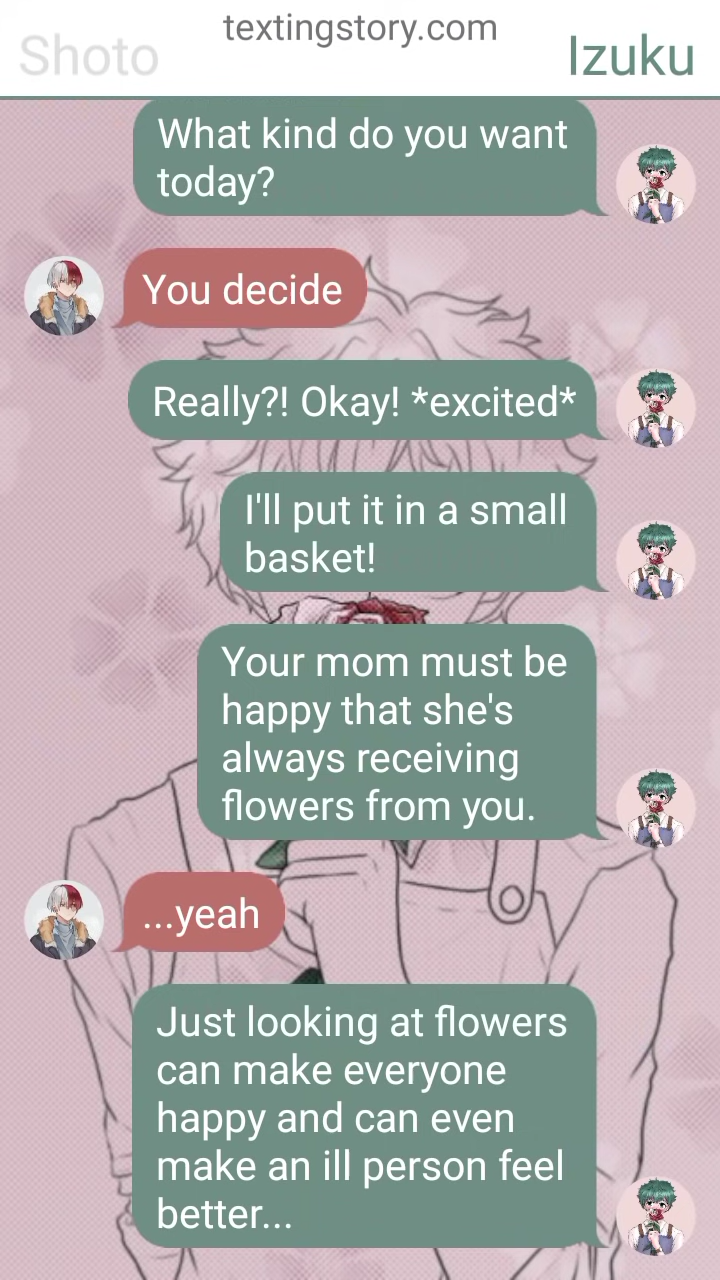 textingstory.com
Shoto
Izuku
What kind do you want
today?
You decide
Really?! Okay! *excited*
I'll put it in a small
basket!
Your mom must be
happy that she's
always receiving
flowers from you.
...yeah
Just looking at flowers
can make everyone
happy and can even
make an ill person feel
better...